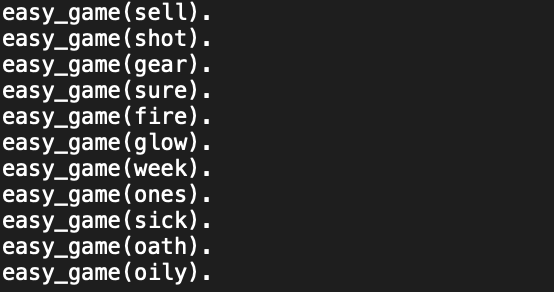 easy_game(sell).
easy_game(shot).
easy_game(gear).
easy_game(sure).
easy_game(fire).
easy_game(glow).
easy_game(week).
easy_game(ones).
easy_game(sick).
easy_game(oath).
easy_game(oily).